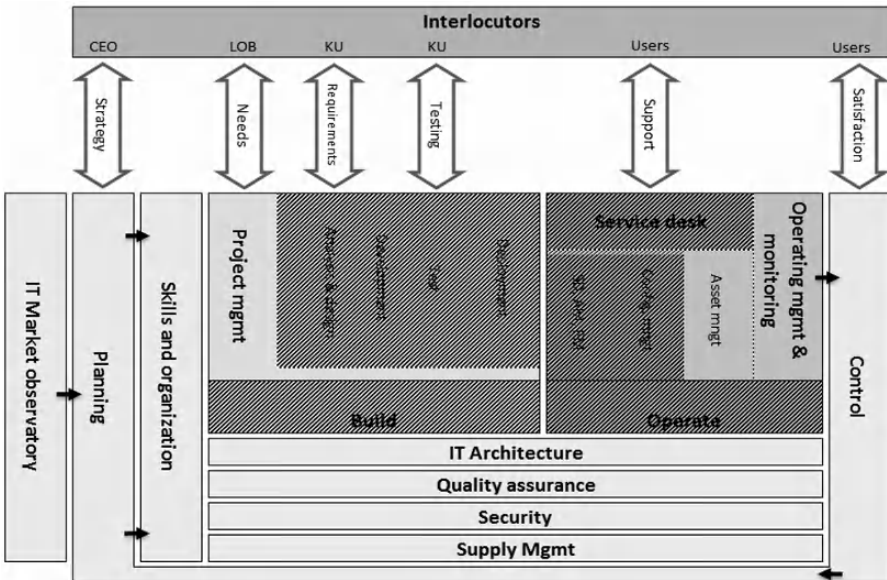 Interlocutors
CEO
LOB
KU
KU
Users
Users
Strategy
Needs
Requirements
Testing
Support
Satisfaction
IT Market observatory
Planning
Skills and organization
Project mgmt
Analysis & design
Development
Test
Deployment
Service desk
Config. mngt
Asset mngt
Operating mgmt &
monitoring
Control
Build
Operate
IT Architecture
Quality assurance
Security
Supply Mgmt